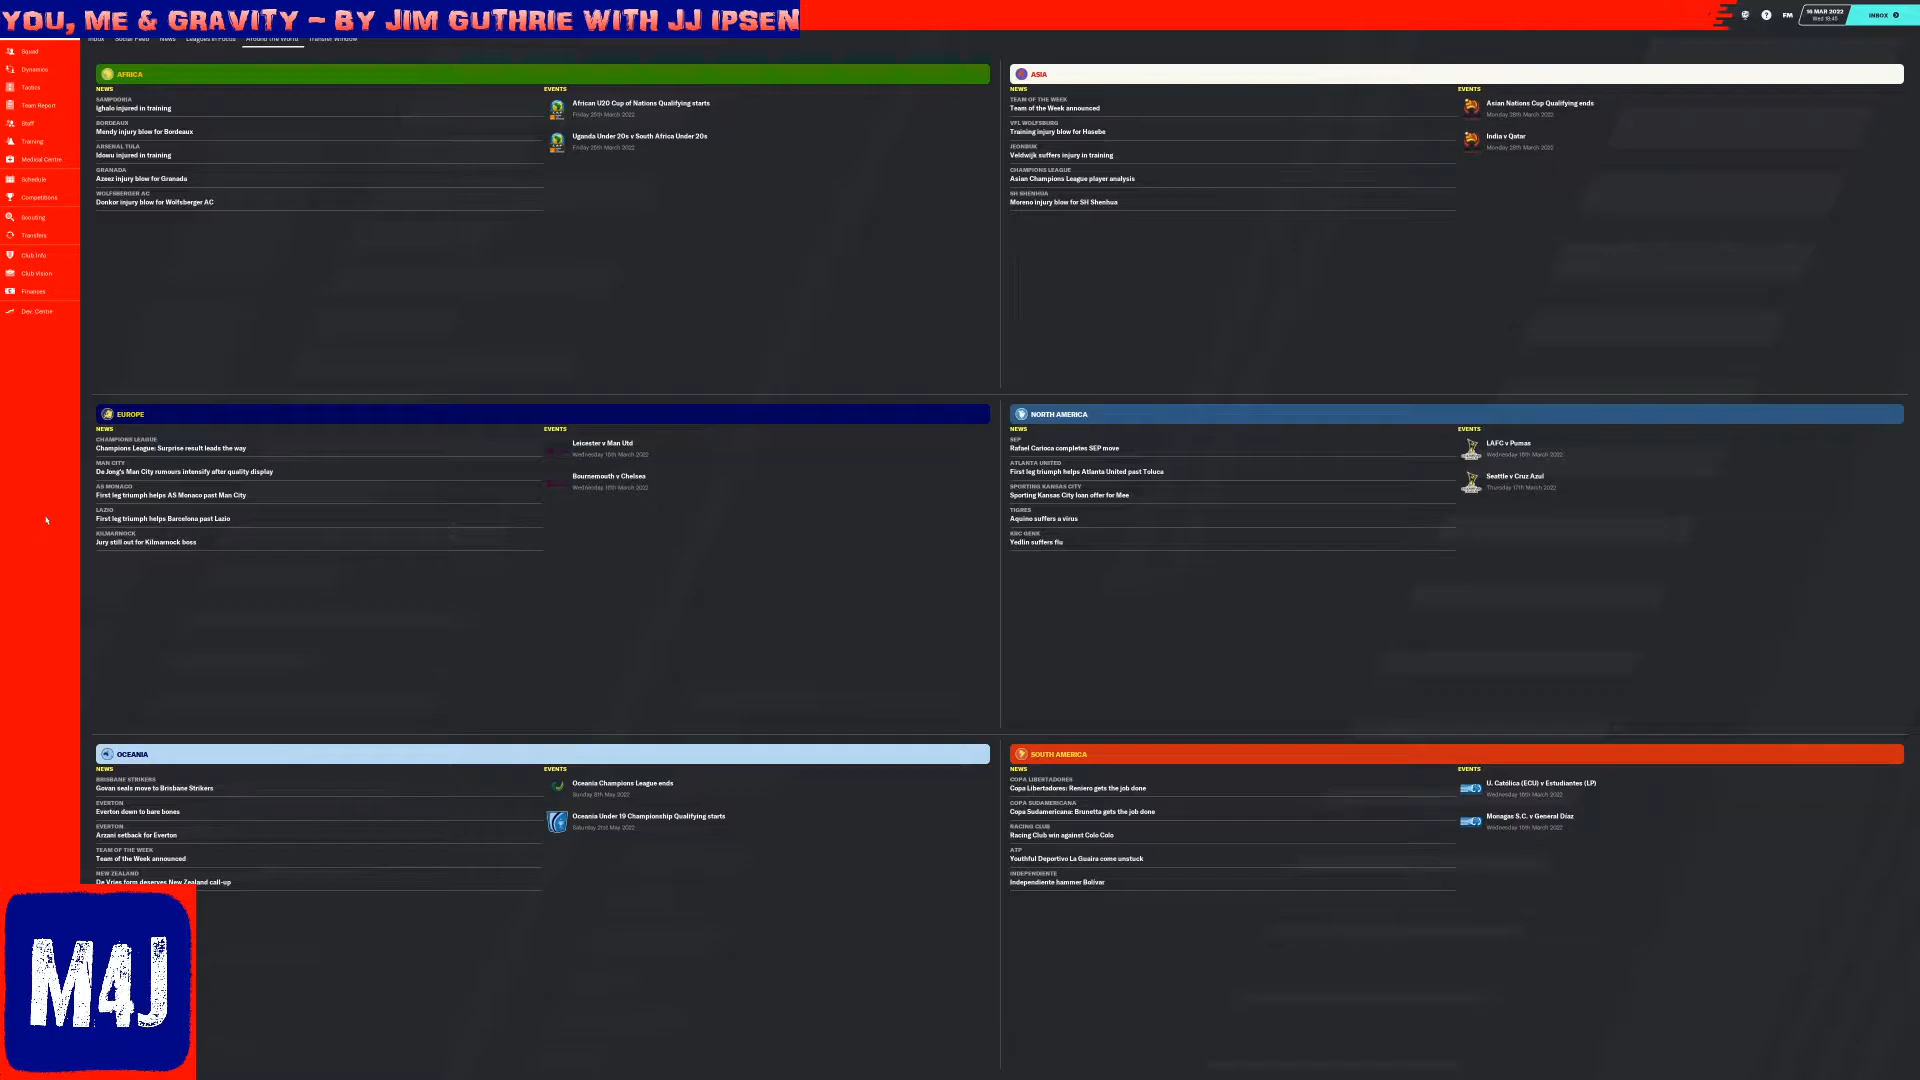 YOU, ME & GRAVITY ~ BY JIM GUTHRIE WITH JJ IPSEN
FM
16 MAR 2022
Wed 19:45
INBOX
Inbox Social Feed News Leagues in Focus Around the World Transfer Window
Squad
Dynamics
Tactics
Team Report
Staff
Training
Medical Centre
Schedule
Competitions
Scouting
Transfers
Club Info
Club Vision
Finances
Dev. Centre
AFRICA
NEWS
SAMPDORIA
Ighalo injured in training
BORDEAUX
Mendy injury blow for Bordeaux
ARSENAL TULA
Idowu injured in training
GRANADA
Azeez injury blow for Granada
WOLFSBERGER AC
Donkor injury blow for Wolfsberger AC
EVENTS
African U20 Cup of Nations Qualifying starts
Friday 25th March 2022
Uganda Under 20s v South Africa Under 20s
Friday 25th March 2022
ASIA
NEWS
TEAM OF THE WEEK
Team of the Week announced
VFL WOLFSBURG
Training injury blow for Hasebe
JEONBUK
Veldwijk suffers injury in training
CHAMPIONS LEAGUE
Asian Champions League player analysis
SH SHENHUA
Moreno injury blow for SH Shenhua
EVENTS
Asian Nations Cup Qualifying ends
Monday 28th March 2022
India v Qatar
Monday 28th March 2022
EUROPE
NEWS
CHAMPIONS LEAGUE
Champions League: Surprise result leads the way
MAN CITY
De Jong's Man City rumours intensify after quality display
AS MONACO
First leg triumph helps AS Monaco past Man City
LAZIO
First leg triumph helps Barcelona past Lazio
KILMARNOCK
Jury still out for Kilmarnock boss
EVENTS
Leicester v Man Utd
Wednesday 16th March 2022
Bournemouth v Chelsea
Wednesday 16th March 2022
NORTH AMERICA
NEWS
SEP
Rafael Carioca completes SEP move
ATLANTA UNITED
First leg triumph helps Atlanta United past Toluca
SPORTING KANSAS CITY
Sporting Kansas City loan offer for Mee
TIGRES
Aquino suffers a virus
KRC GENK
Yedlin suffers flu
EVENTS
LAFC v Pumas
Wednesday 16th March 2022
Seattle v Cruz Azul
Thursday 17th March 2022
OCEANIA
NEWS
BRISBANE STRIKERS
Govan seals move to Brisbane Strikers
EVERTON
Everton down to bare bones
EVERTON
Arzani setback for Everton
TEAM OF THE WEEK
Team of the Week announced
NEW ZEALAND
De Vries form deserves New Zealand call-up
EVENTS
Oceania Champions League ends
Sunday 8th May 2022
Oceania Under 19 Championship Qualifying starts
Saturday 21st May 2022
SOUTH AMERICA
NEWS
COPA LIBERTADORES
Copa Libertadores: Reniero gets the job done
COPA SUDAMERICANA
Copa Sudamericana: Brunetta gets the job done
RACING CLUB
Racing Club win against Colo Colo
ATP
Youthful Deportivo La Guaira come unstuck
INDEPENDIENTE
Independiente hammer Bolívar
EVENTS
U. Católica (ECU) v Estudiantes (LP)
Wednesday 16th March 2022
Monagas S.C. v General Díaz
Wednesday 16th March 2022
M4J